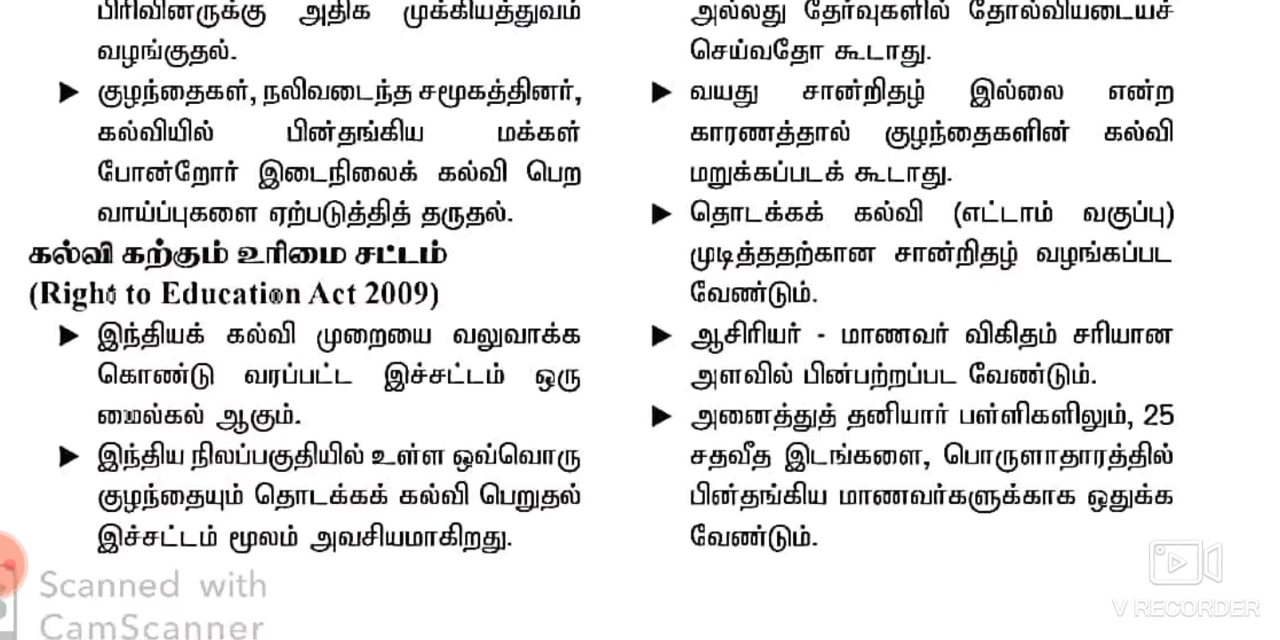 பிரிவினருக்கு அதிக முக்கியத்துவம்
வழங்குதல்.
குழந்தைகள், நலிவடைந்த சமூகத்தினர்,
கல்வியில் பின்தங்கிய மக்கள்
போன்றோர் இடைநிலைக் கல்வி பெற
வாய்ப்புகளை ஏற்படுத்தித் தருதல்.
கல்வி கற்கும் உரிமை சட்டம்
(Right to Education Act 2009)
இந்தியக் கல்வி முறையை வலுவாக்க
கொண்டு வரப்பட்ட இச்சட்டம் ஒரு
மைல்கல் ஆகும்.
இந்திய நிலப்பகுதியில் உள்ள ஒவ்வொரு
குழந்தையும் தொடக்கக் கல்வி பெறுதல்
இச்சட்டம் மூலம் அவசியமாகிறது.
அல்லது தேர்வுகளில் தோல்வியடையச்
செய்வதோ கூடாது.
வயது சான்றிதழ் இல்லை என்ற
காரணத்தால் குழந்தைகளின் கல்வி
மறுக்கப்படக் கூடாது.
தொடக்கக் கல்வி (எட்டாம் வகுப்பு)
முடித்ததற்கான சான்றிதழ் வழங்கப்பட
வேண்டும்.
ஆசிரியர் - மாணவர் விகிதம் சரியான
அளவில் பின்பற்றப்பட வேண்டும்.
அனைத்துத் தனியார் பள்ளிகளிலும், 25
சதவீத இடங்களை, பொருளாதாரத்தில்
பின்தங்கிய மாணவர்களுக்காக ஒதுக்க
வேண்டும்.
Scanned with
CamScanner
V RECORDER